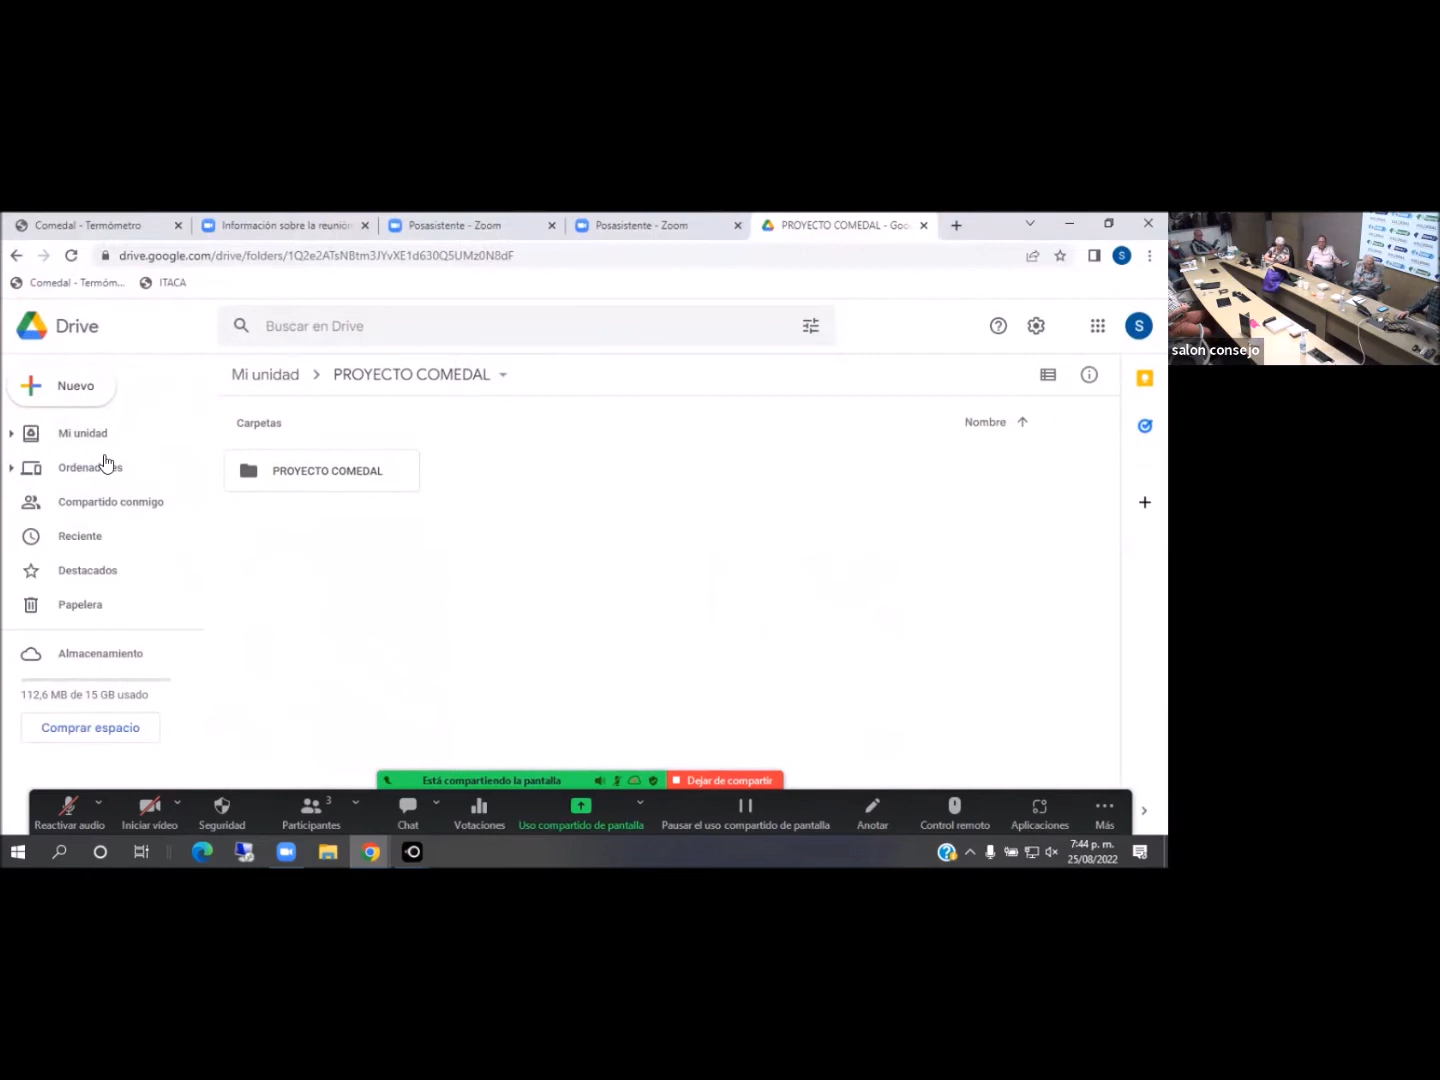 Comedal - Termómetro
Información sobre la reunión
Posasistente - Zoom
Posasistente - Zoom
PROYECTO COMEDAL - Goo
drive.google.com/drive/folders/1Q2e2ATsNBtm3JYvXE1d630Q5UMz0N8dF
S
Comedal - Termóm...
ITACA
Drive
Buscar en Drive
S
salon consejo
Nuevo
Mi unidad > PROYECTO COMEDAL
Carpetas
Nombre
PROYECTO COMEDAL
Mi unidad
Ordenadores
Compartido conmigo
Reciente
Destacados
Papelera
Almacenamiento
112,6 MB de 15 GB usado
Comprar espacio
Está compartiendo la pantalla
Dejar de compartir
3
Reactivar audio
Iniciar video
Seguridad
Participantes
Chat
Votaciones
Uso compartido de pantalla
Pausar el uso compartido de pantalla
Anotar
Control remoto
Aplicaciones
Más
7:44 p. m.
25/08/2022